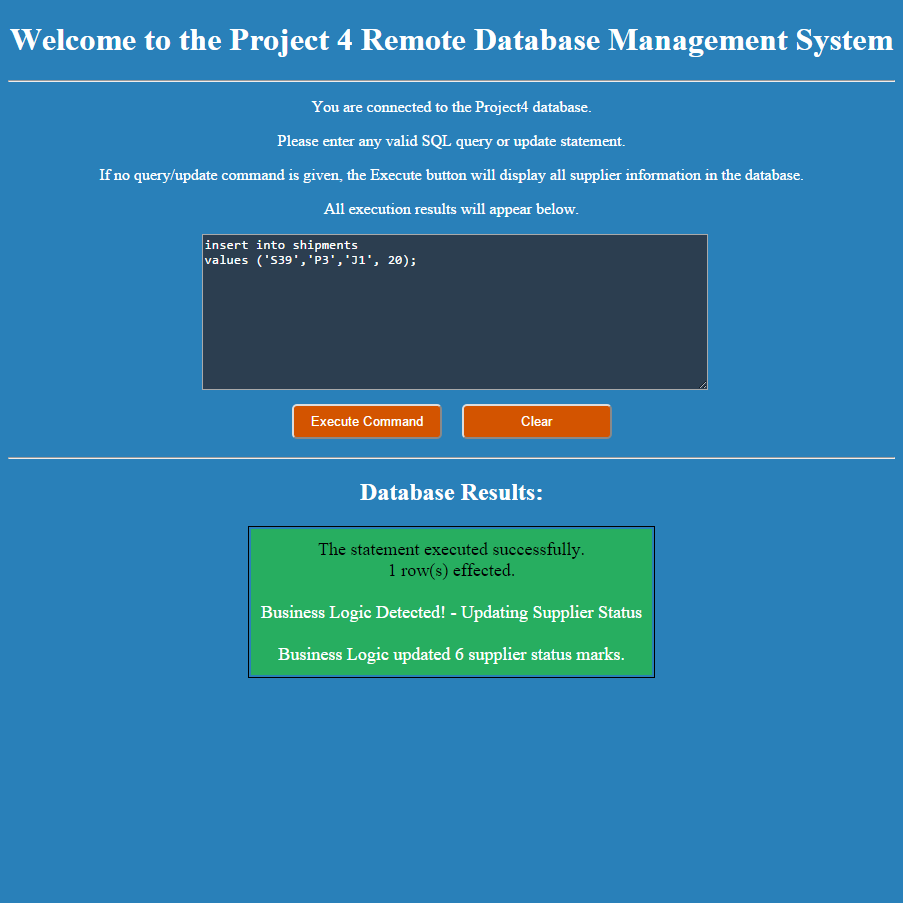 Welcome to the Project 4 Remote Database Management System
You are connected to the Project4 database.
Please enter any valid SQL query or update statement.
If no query/update command is given, the Execute button will display all supplier information in the database.
All execution results will appear below.
insert into shipments
values ('S39','P3','J1', 20);
Execute Command
Clear
Database Results:
The statement executed successfully.
1 row(s) effected.
Business Logic Detected! - Updating Supplier Status
Business Logic updated 6 supplier status marks.